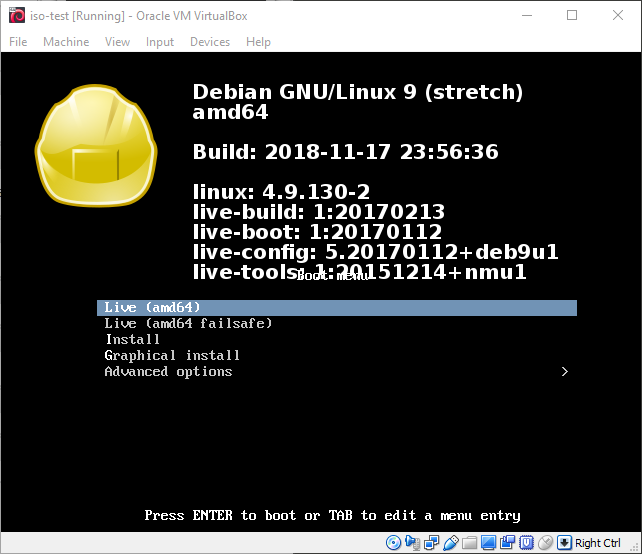 iso-test [Running] - Oracle VM VirtualBox
File Machine View Input Devices Help
Debian GNU/Linux 9 (stretch)
amd64
Build: 2018-11-17 23:56:36
linux: 4.9.130-2
live-build: 1:20170213
live-boot: 1:20170112
live-config: 5.20170112+deb9u1
live-tools: 1:20151214+nmu1
Boot menu
Live (amd64)
Live (amd64 failsafe)
Install
Graphical install
Advanced options >
Press ENTER to boot or TAB to edit a menu entry
Right Ctrl